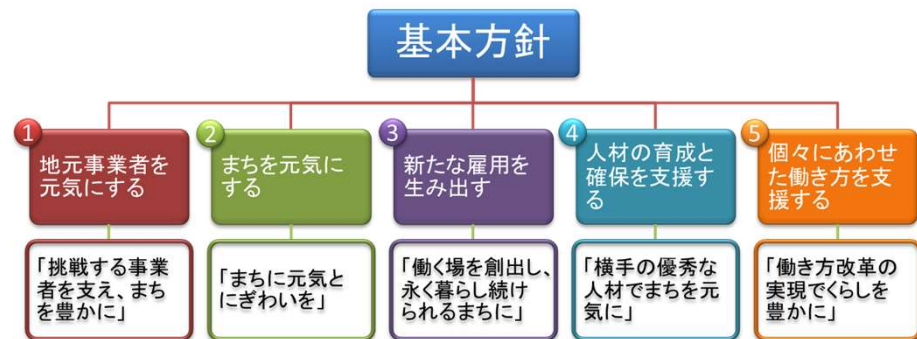 基本方針
1
地元事業者を
元気にする
「挑戦する事業
者を支え、まち
を豊かに」
2
まちを元気に
する
「まちに元気と
にぎわいを」
3
新たな雇用を
生み出す
「働く場を創出し、
永く暮らし続け
られるまちに」
4
人材の育成と
確保を支援す
る
「横手の優秀な
人材でまちを元
気に」
5
個々にあわせ
た働き方を支
援する
「働き方改革の
実現でくらしを
豊かに」